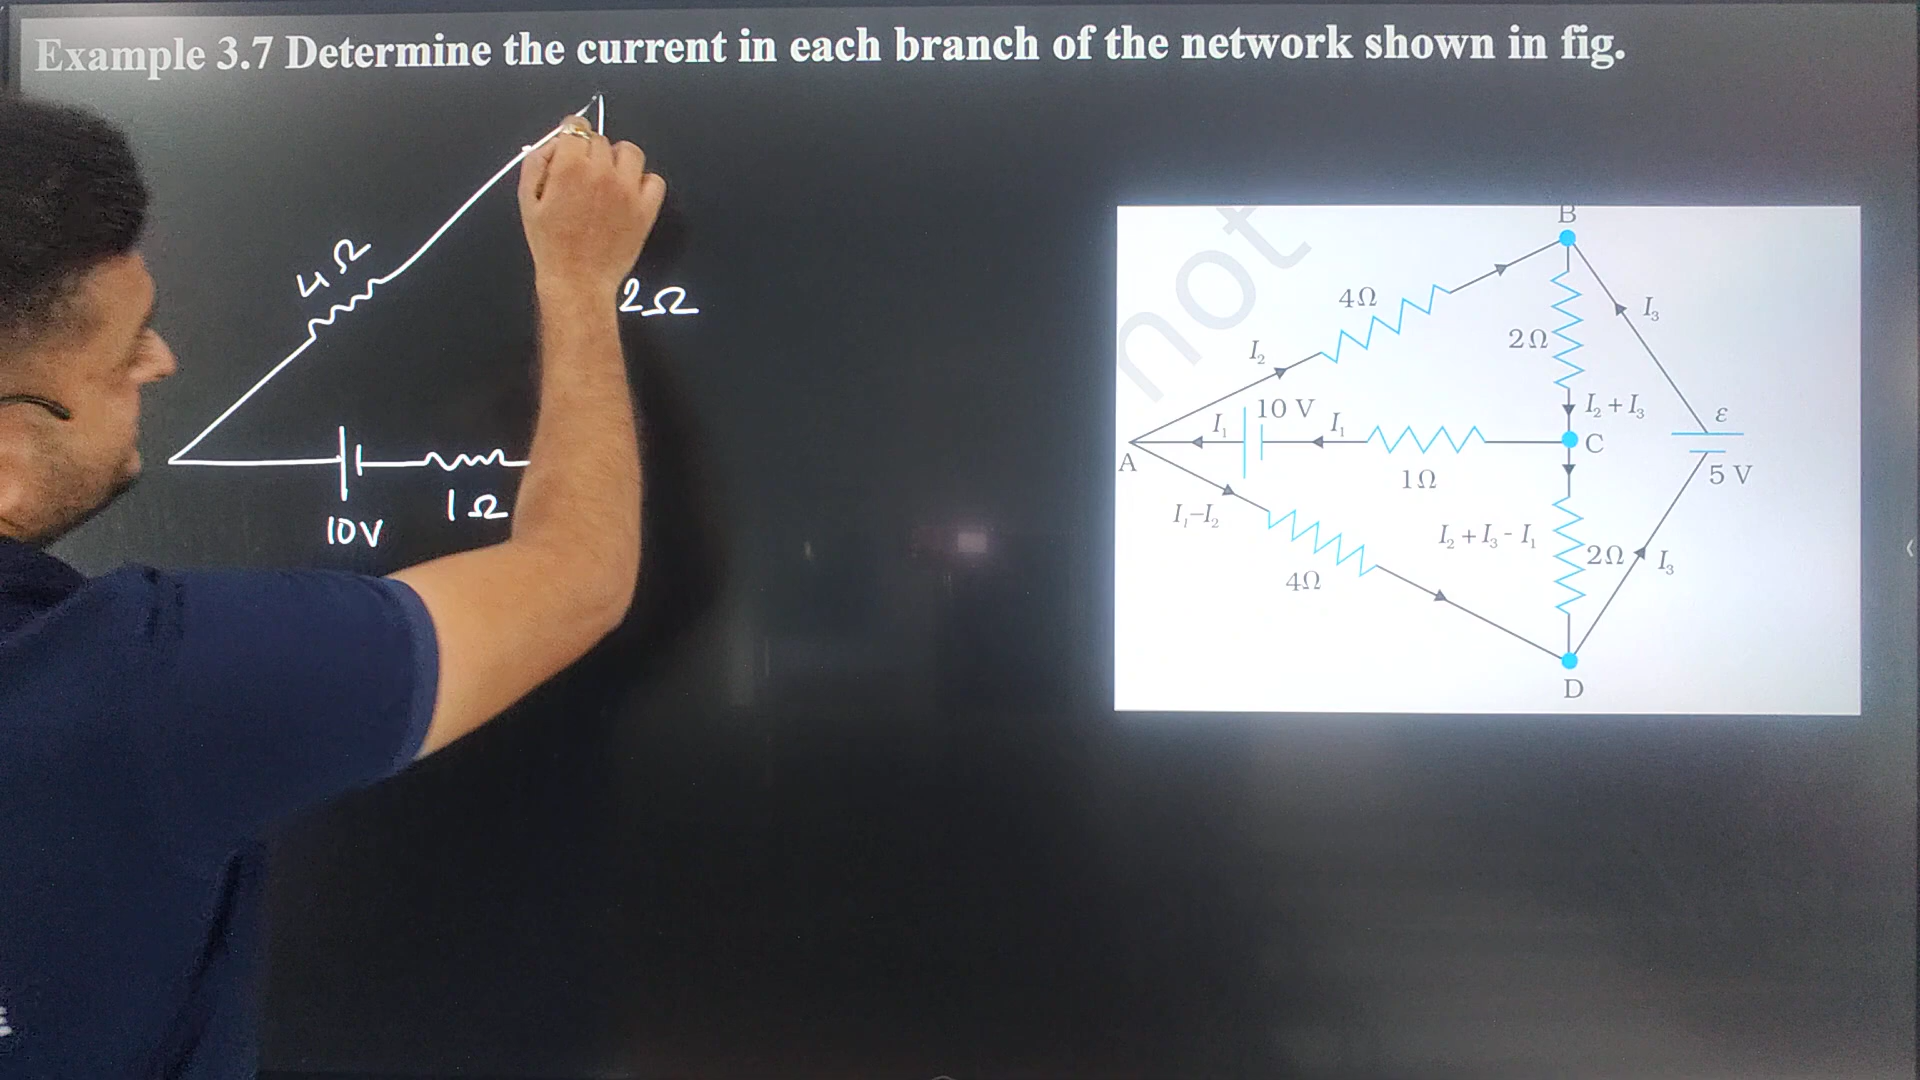 Example 3.7 Determine the current in each branch of the network shown in fig.
4Ω
2Ω
10V
1Ω
not
B
4Ω
I₃
2Ω
I₂
10 V
I₁
I₁
I₂ + I₃
ε
C
A
1Ω
5 V
I₁–I₂
I₂ + I₃ - I₁
2Ω
I₃
4Ω
D